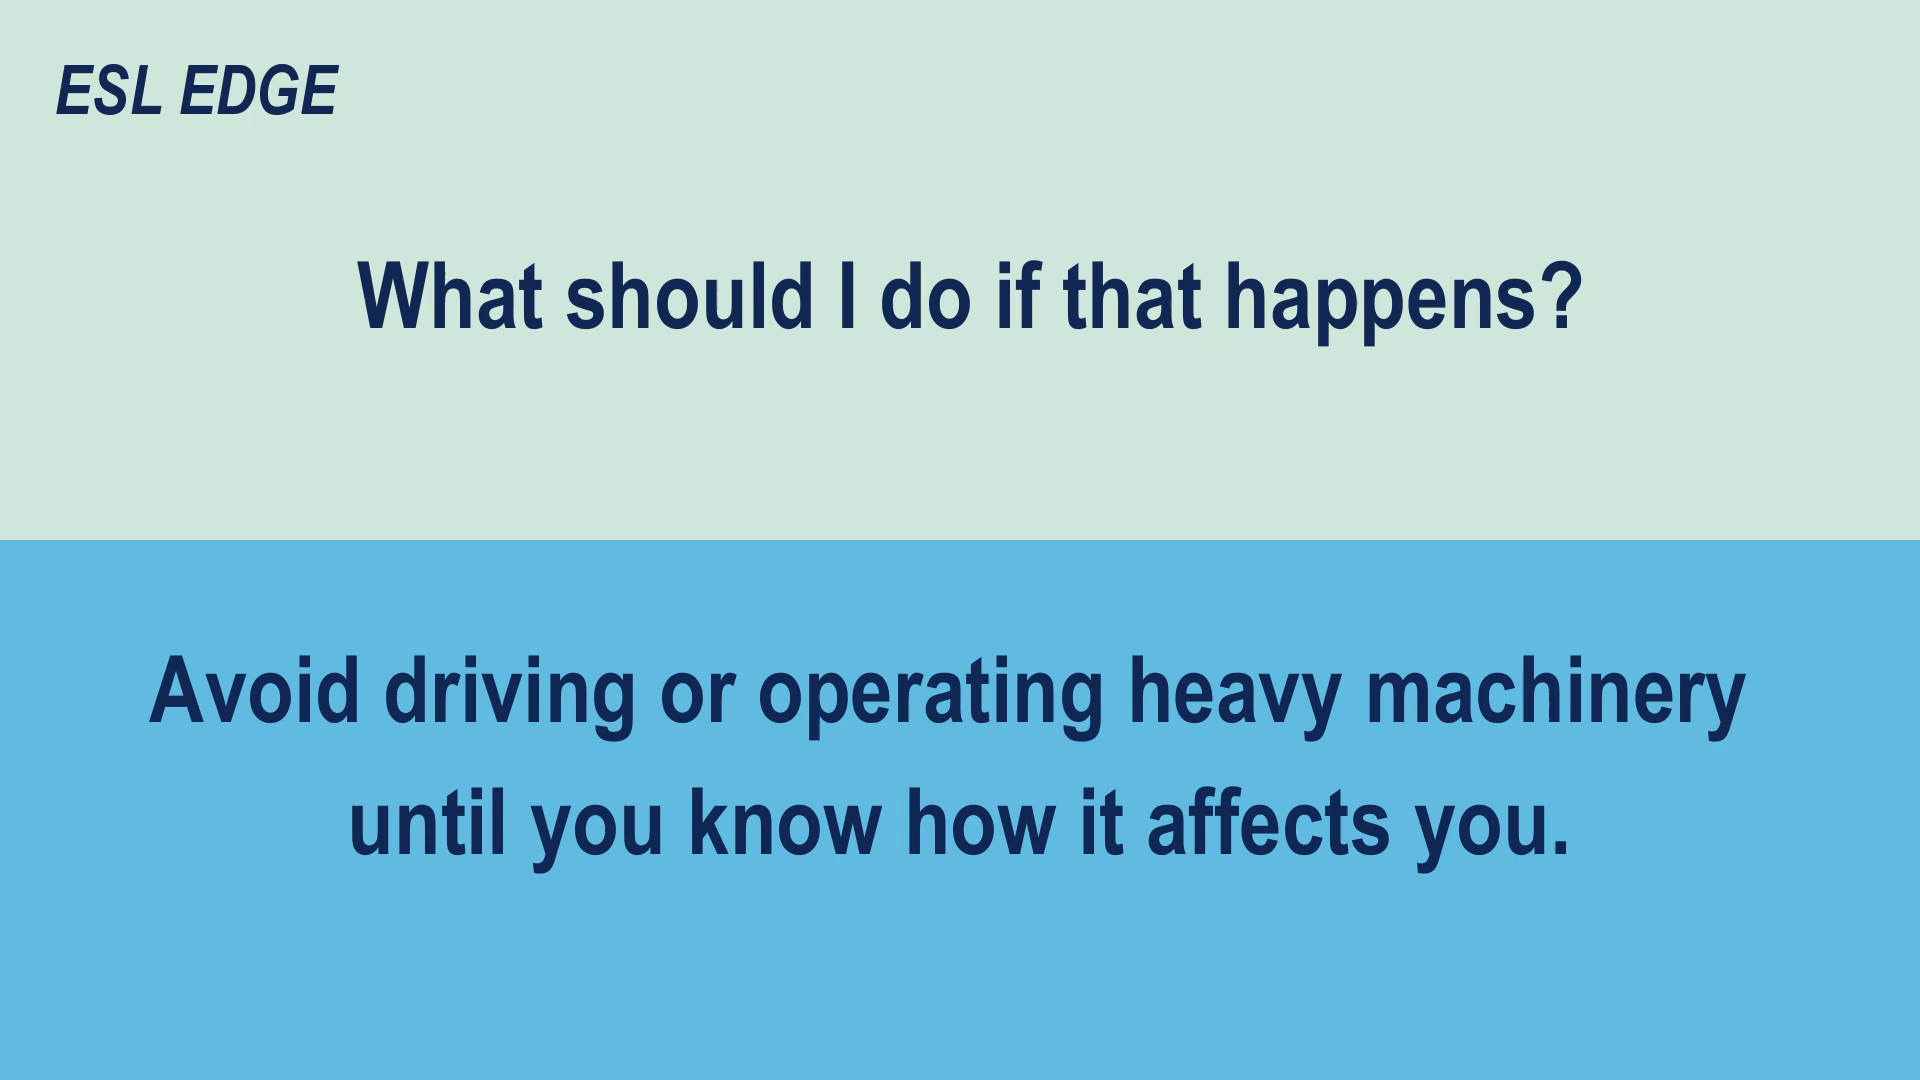 ESL EDGE
What should I do if that happens?
Avoid driving or operating heavy machinery
until you know how it affects you.